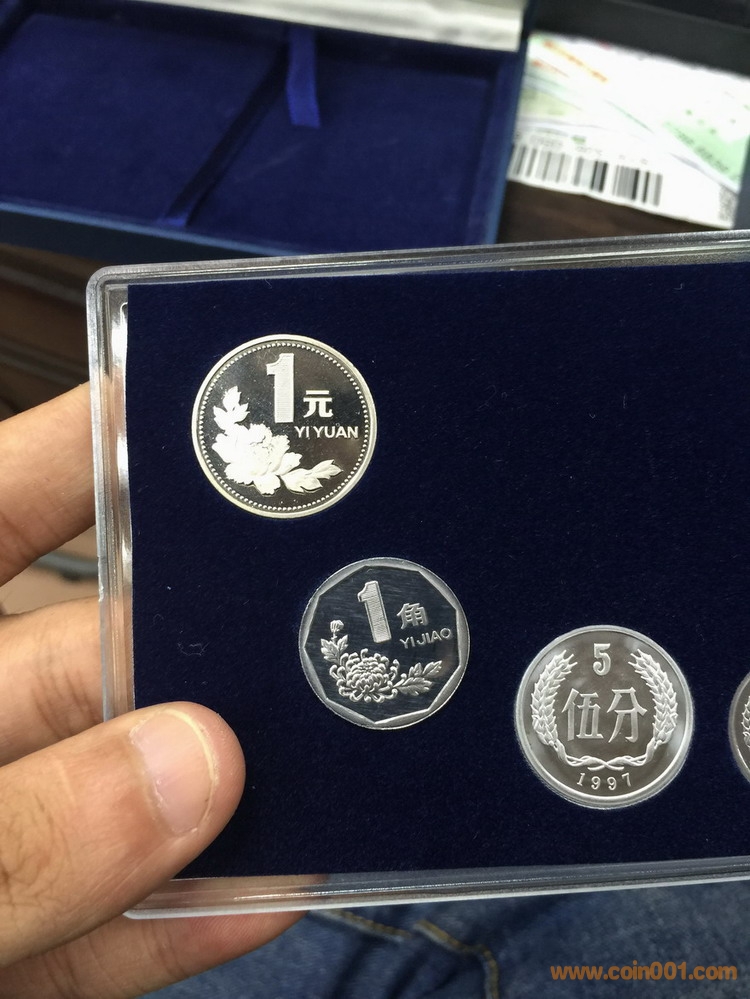 1元
YI YUAN
1角
YI JIAO
5
伍分
1997
www.coin001.com